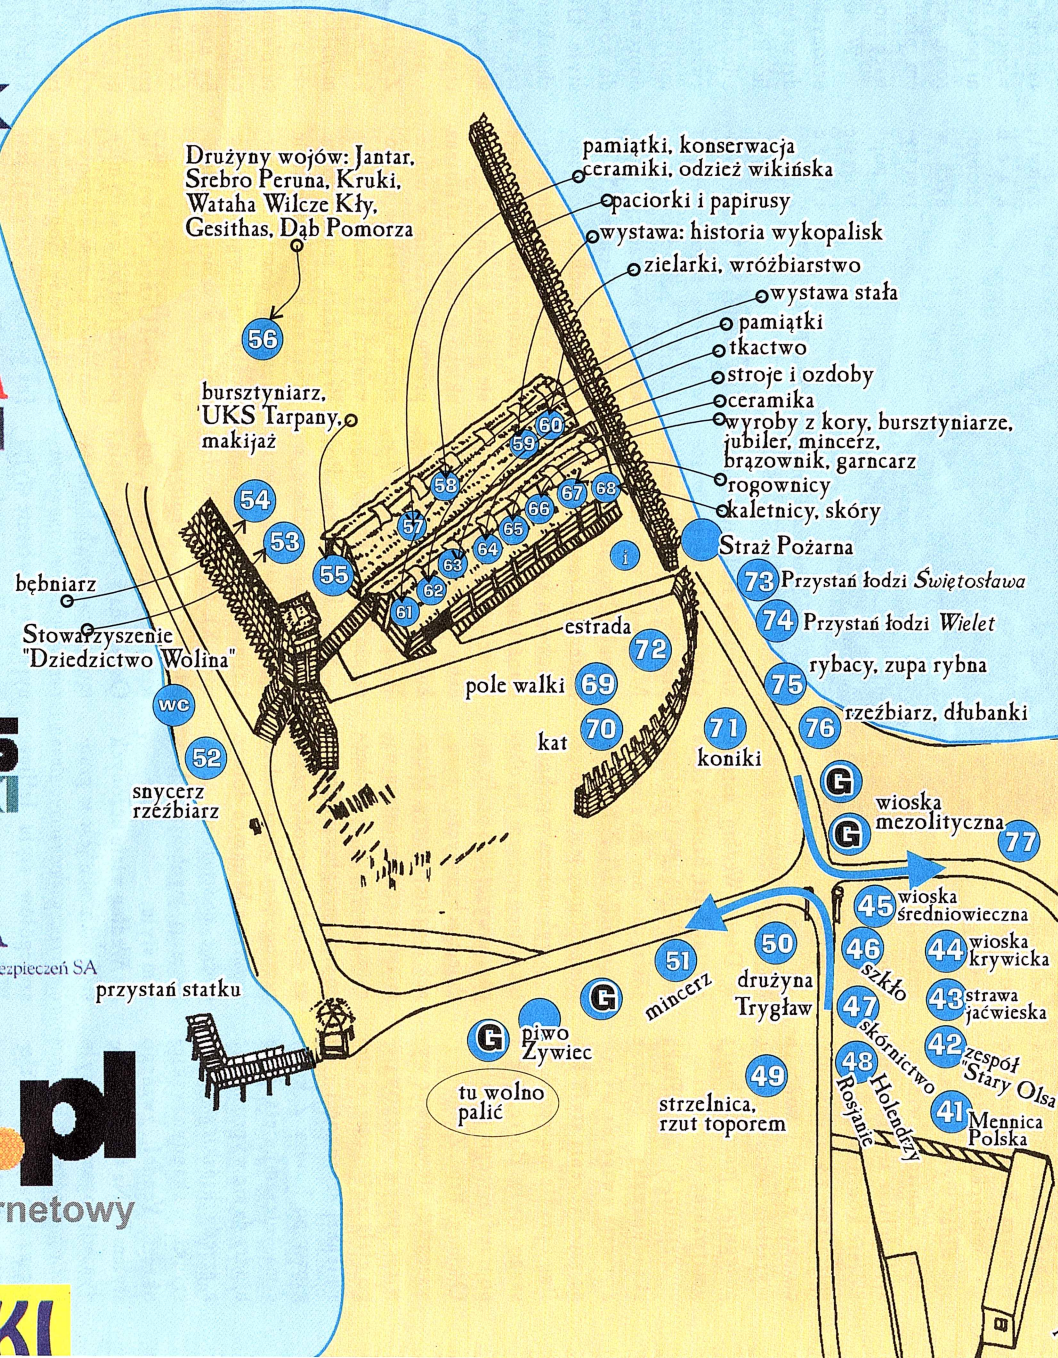 Drużyny wojów: Jantar,
Srebro Peruna, Kruki,
Wataha Wilcze Kły,
Gesithas, Dąb Pomorza
56
pamiątki, konserwacja
ceramiki, odzież wikińska
paciorki i papirusy
wystawa: historia wykopalisk
zielarki, wróżbiarstwo
wystawa stała
pamiątki
tkactwo
stroje i ozdoby
ceramika
wyroby z kory, bursztyniarze,
jubiler, mincerz,
brązownik, garncarz
rogownicy
kaletnicy, skóry
Straż Pożarna
bursztyniarz,
UKS Tarpany,
makijaż
60
59
58
57
68
67
66
65
64
63
62
61
55
54
53
i
bębniarz
Stowarzyszenie
"Dziedzictwo Wolina"
73 Przystań łodzi Świętosława
74 Przystań łodzi Wielet
75 rybacy, zupa rybna
76 rzeźbiarz, dłubanki
estrada
72
pole walki 69
kat 70
71
koniki
wc
52
snycerz
rzeźbiarz
G
G
wioska
mezolityczna
77
45 wioska
średniowieczna
46
szkło
44 wioska
krywicka
47
skórnictwo
43 strawa
jaćwieska
42 zespół
"Stary Olsa
48
Rosjanie
Holendrzy
41 Mennica
Polska
50
drużyna
Trygław
51
mincerz
G
G
piwo
Żywiec
tu wolno
palić
49
strzelnica,
rzut toporem
przystań statku
ezpieczeń SA
.pl
rnetowy
KI